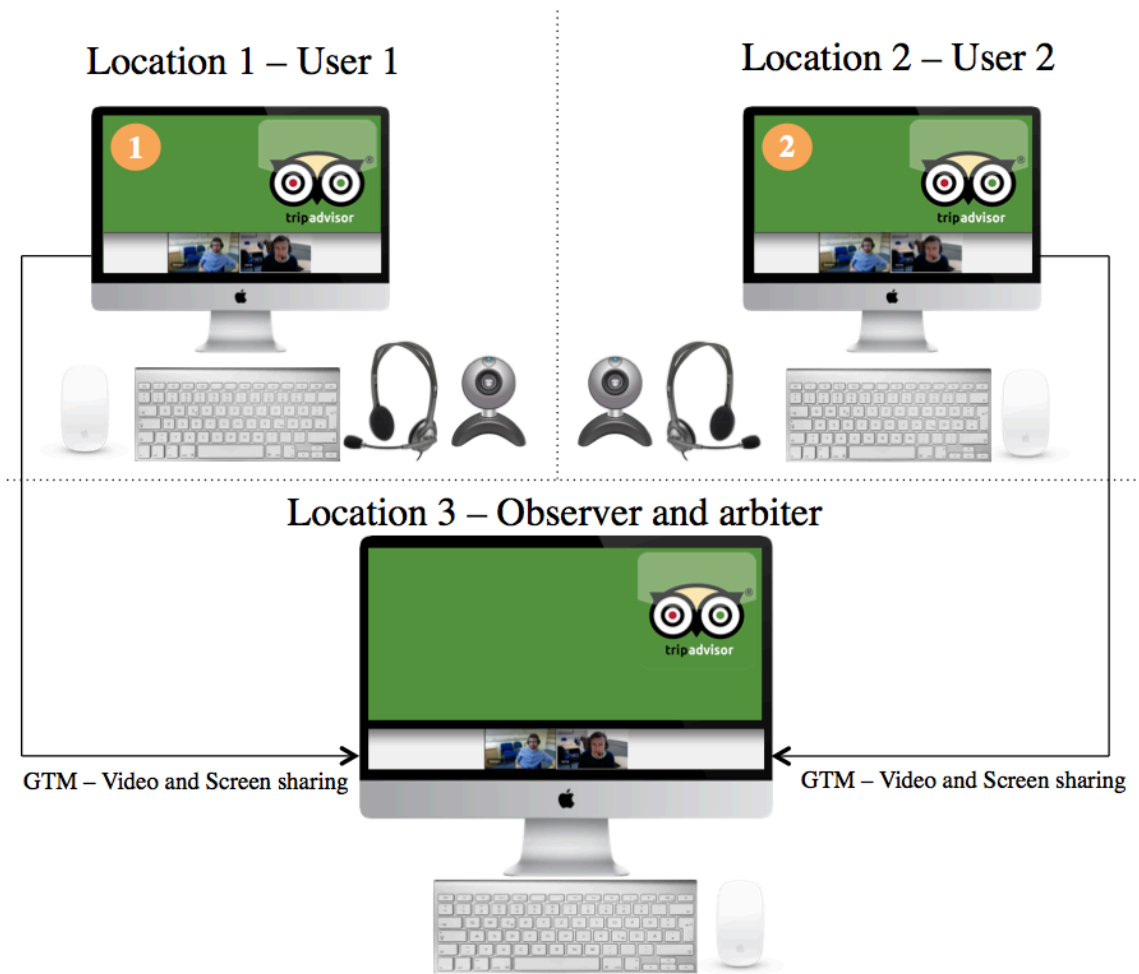 Location 1 – User 1
Location 2 – User 2
1
2
®
tripadvisor
®
tripadvisor
Location 3 – Observer and arbiter
®
tripadvisor
GTM – Video and Screen sharing
GTM – Video and Screen sharing